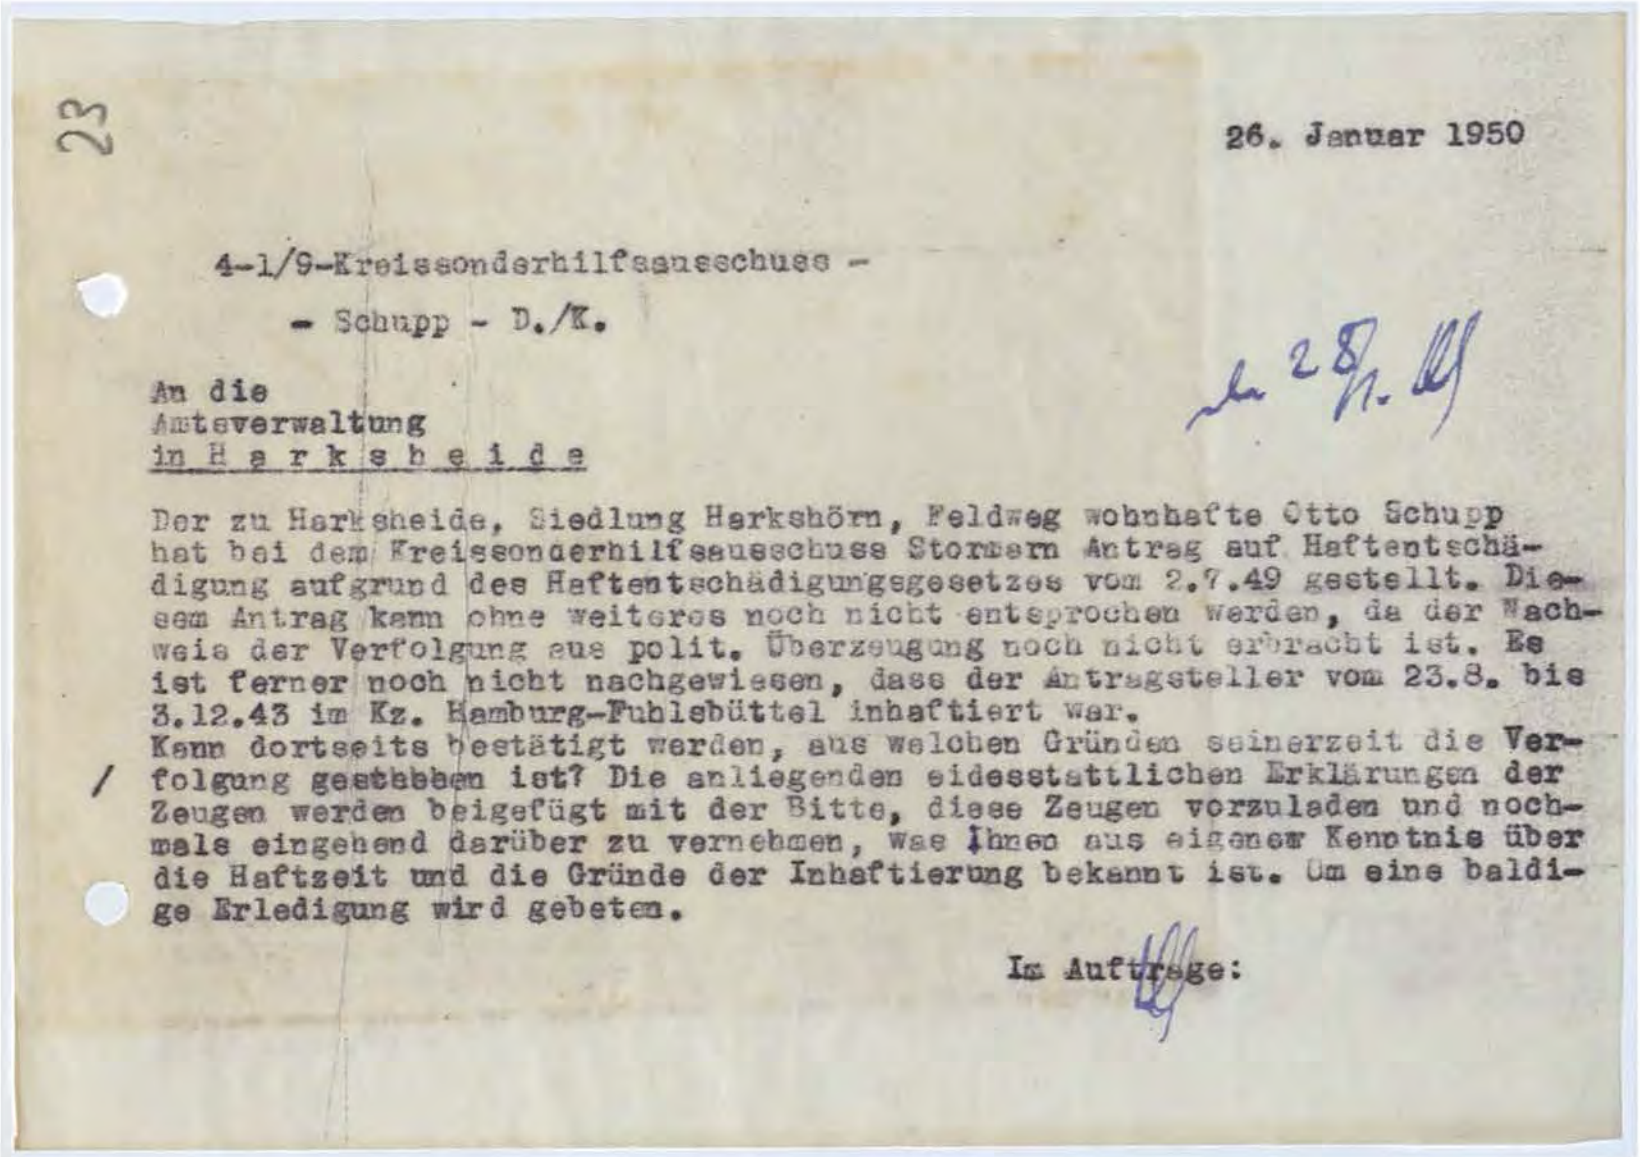 23
26. Januar 1950
4-1/9-Kreissonderhilfsausschuss -
- Schupp - D./K.
An die
Amtsverwaltung
in H a r k s h e i d e
28/1.
Der zu Harksheide, Siedlung Harkshörn, Feldweg wohnhafte Otto Schupp
hat bei dem Kreissonderhilfsausschuss Stormarn Antrag auf Haftentschä-
digung aufgrund des Haftentschädigungsgesetzes vom 2.7.49 gestellt. Die-
sem Antrag kann ohne weiteres noch nicht entsprochen werden, da der Nach-
weis der Verfolgung aus polit. Überzeugung noch nicht erbracht ist. Es
ist ferner noch nicht nachgewiesen, dass der Antragsteller vom 23.8. bis
3.12.43 im Kz. Hamburg-Fuhlsbüttel inhaftiert war.
Kann dortseits bestätigt werden, aus welchen Gründen seinerzeit die Ver-
/ folgung geschehen ist? Die anliegenden eidesstattlichen Erklärungen der
Zeugen werden beigefügt mit der Bitte, diese Zeugen vorzuladen und noch-
mals eingehend darüber zu vernehmen, was Ihnen aus eigener Kenntnis über
die Haftzeit und die Gründe der Inhaftierung bekannt ist. Um eine baldi-
ge Erledigung wird gebeten.
Im Auftrage: